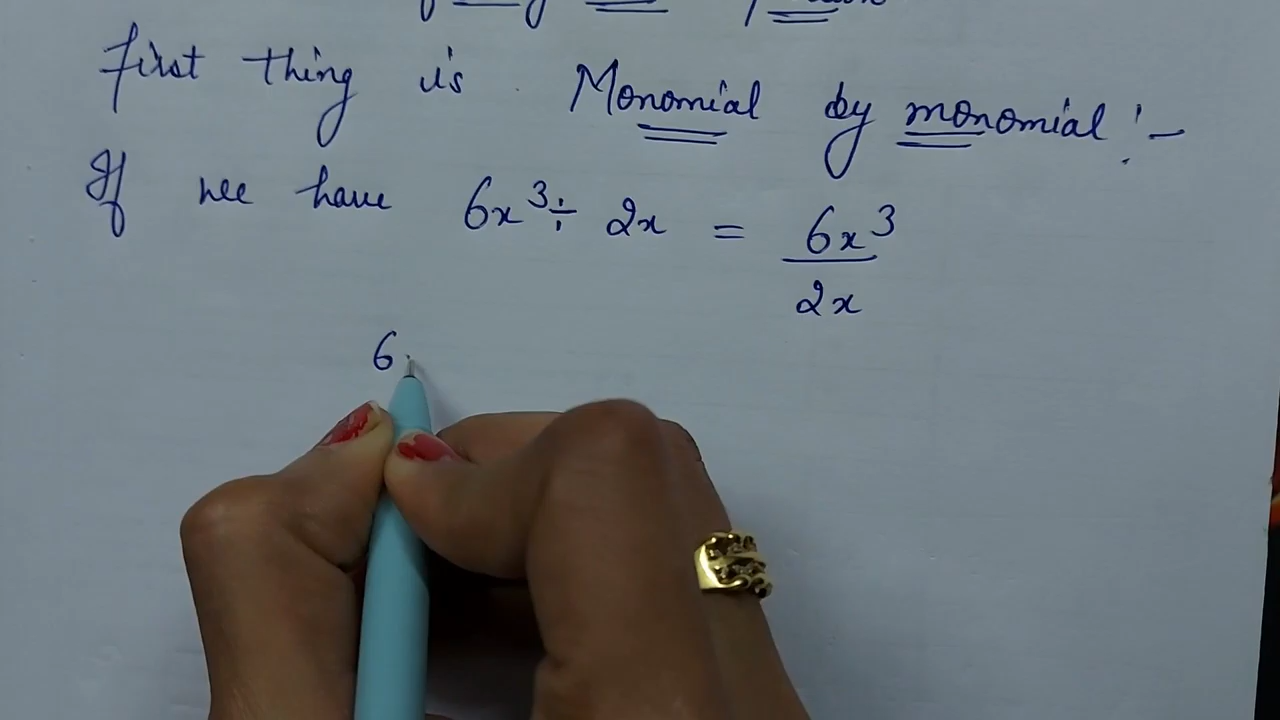 First thing is Monomial by monomial :-
If we have 6x³ ÷ 2x = 6x³/2x
6